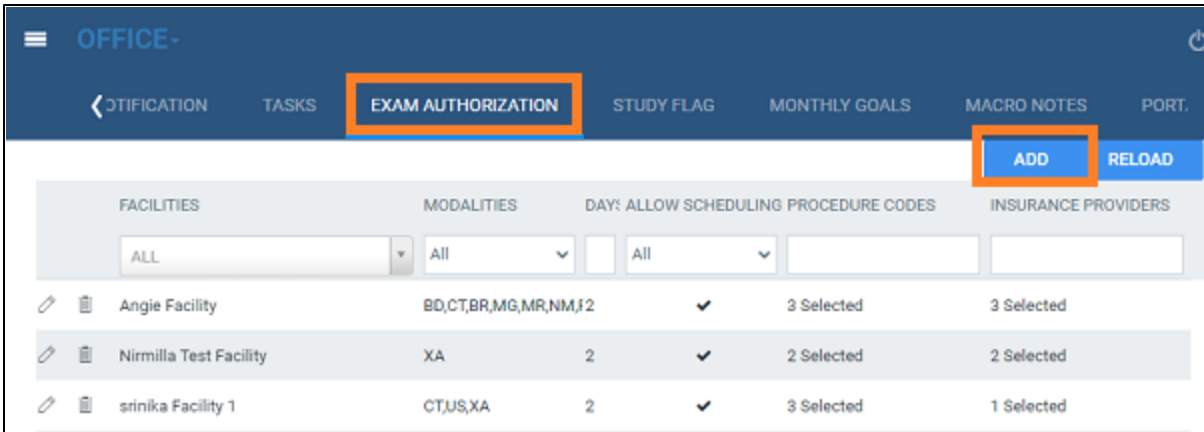 OFFICE-
OTIFICATION TASKS EXAM AUTHORIZATION STUDY FLAG MONTHLY GOALS MACRO NOTES PORT.
ADD RELOAD
FACILITIES MODALITIES DAYS ALLOW SCHEDULING PROCEDURE CODES INSURANCE PROVIDERS
ALL All All
Angie Facility BD,CT,BR,MG,MR,NM,F 2 3 Selected 3 Selected
Nirmilla Test Facility XA 2 2 Selected 2 Selected
srinika Facility 1 CT,US,XA 2 3 Selected 1 Selected